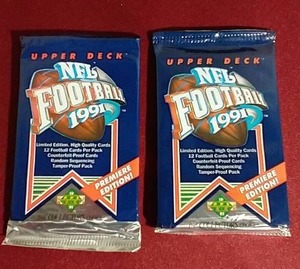 UPPER DECK
NFL
FOOTBALL
1991
Limited Edition, High Quality Cards
12 Football Cards Per Pack
Counterfeit-Proof Cards
Random Sequencing
Tamper-Proof Pack
PREMIERE
EDITION!
UPPER DECK
NFL
FOOTBALL
1991
Limited Edition, High Quality Cards
12 Football Cards Per Pack
Counterfeit-Proof Cards
Random Sequencing
Tamper-Proof Pack
PREMIERE
EDITION!